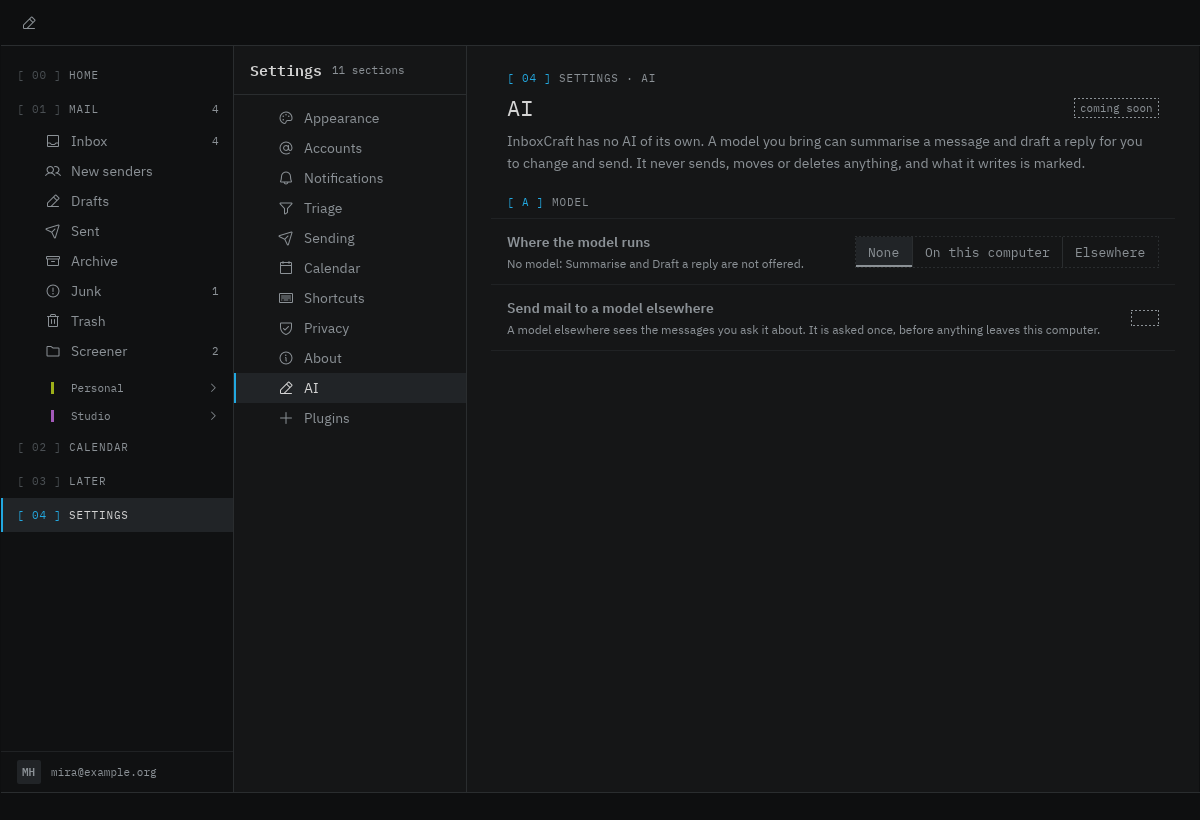 [ 00 ] HOME
[ 01 ] MAIL 4
Inbox 4
New senders
Drafts
Sent
Archive
Junk 1
Trash
Screener 2
Personal
Studio
[ 02 ] CALENDAR
[ 03 ] LATER
[ 04 ] SETTINGS
MH mira@example.org
Settings 11 sections
Appearance
Accounts
Notifications
Triage
Sending
Calendar
Shortcuts
Privacy
About
AI
Plugins
[ 04 ] SETTINGS · AI
AI coming soon
InboxCraft has no AI of its own. A model you bring can summarise a message and draft a reply for you
to change and send. It never sends, moves or deletes anything, and what it writes is marked.
[ A ] MODEL
Where the model runs
No model: Summarise and Draft a reply are not offered.
None On this computer Elsewhere
Send mail to a model elsewhere
A model elsewhere sees the messages you ask it about. It is asked once, before anything leaves this computer.